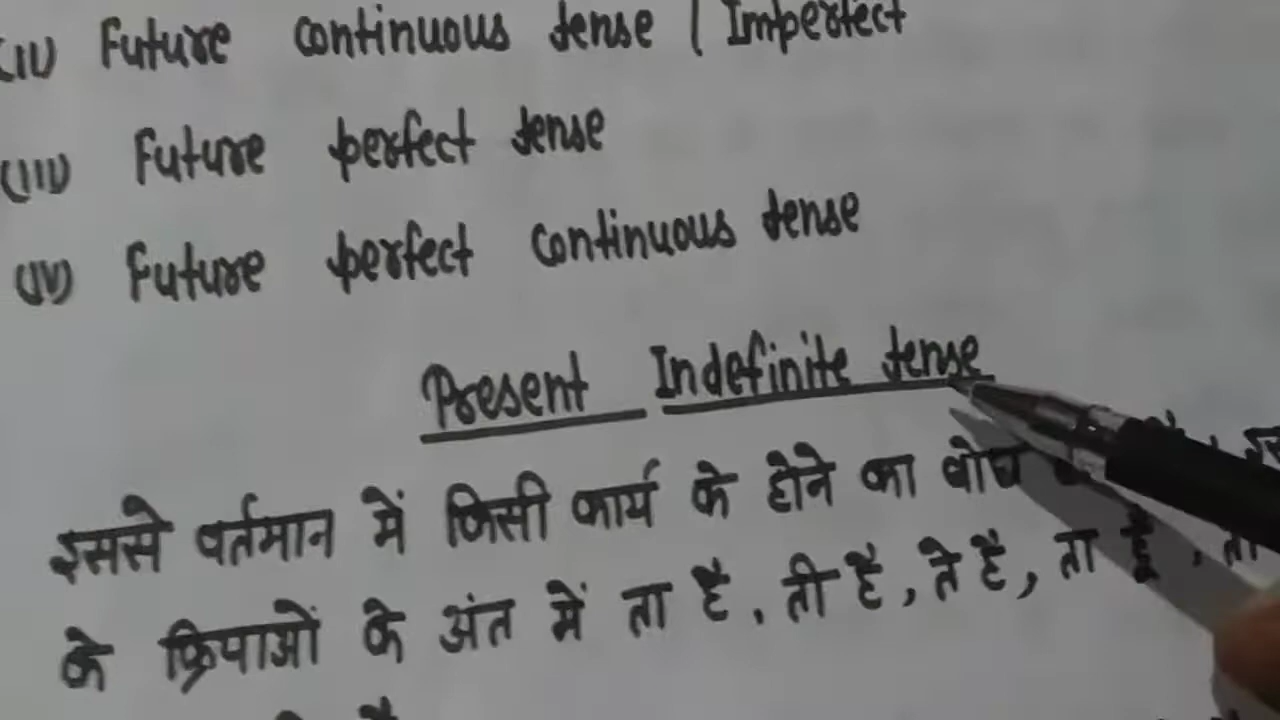 (ii) Future continuous tense ( Imperfect
(iii) Future perfect tense
(iv) Future perfect continuous tense
Present Indefinite tense
इससे वर्तमान में किसी कार्य के होने का बोध
के क्रियाओं के अंत में ता है, ती है, ते है, ता हूँ,